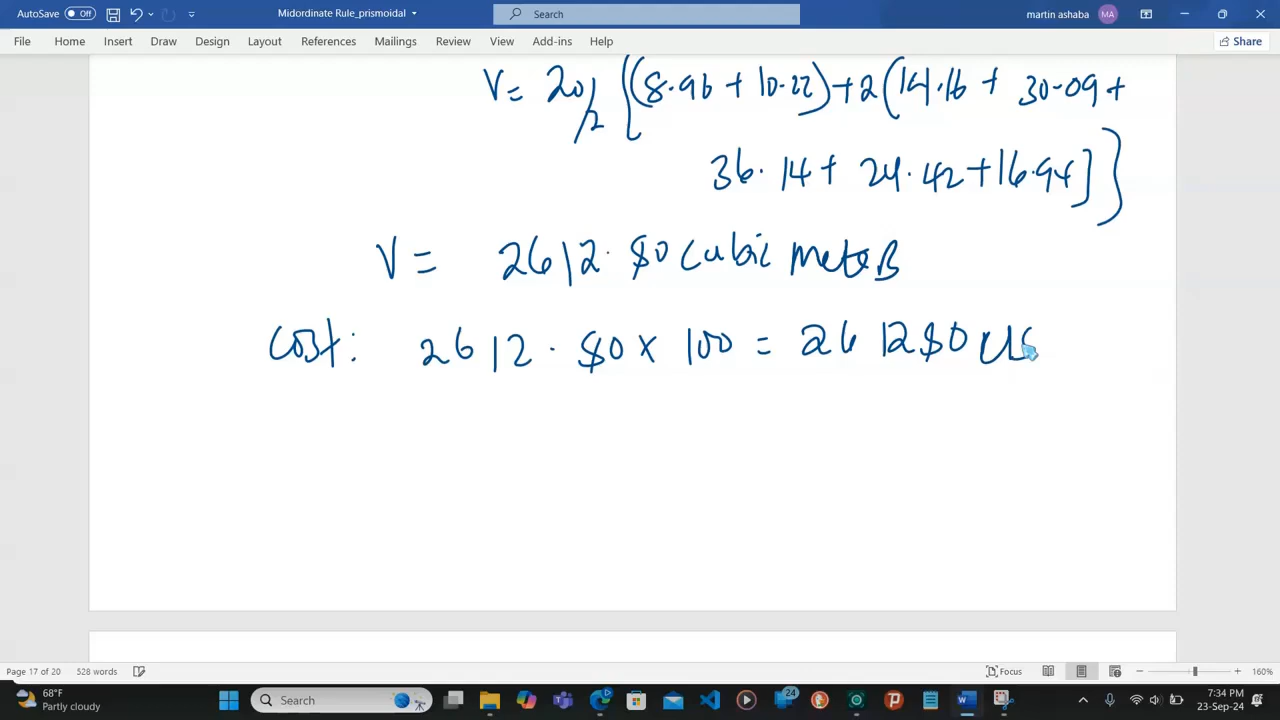 AutoSave Off Midordinate Rule_prismoidal Search martin ashaba MA
File Home Insert Draw Design Layout References Mailings Review View Add-ins Help Share
V = 20/2 {(8.96 + 10.22) + 2(14.16 + 30.09 +
36.14 + 24.42 + 16.94]}
V = 2612.80 cubic meters
Cost: 2612.80 x 100 = 261280 US
Page 17 of 20 528 words Focus 160%
68°F
Partly cloudy
Search
24
7:34 PM
23-Sep-24